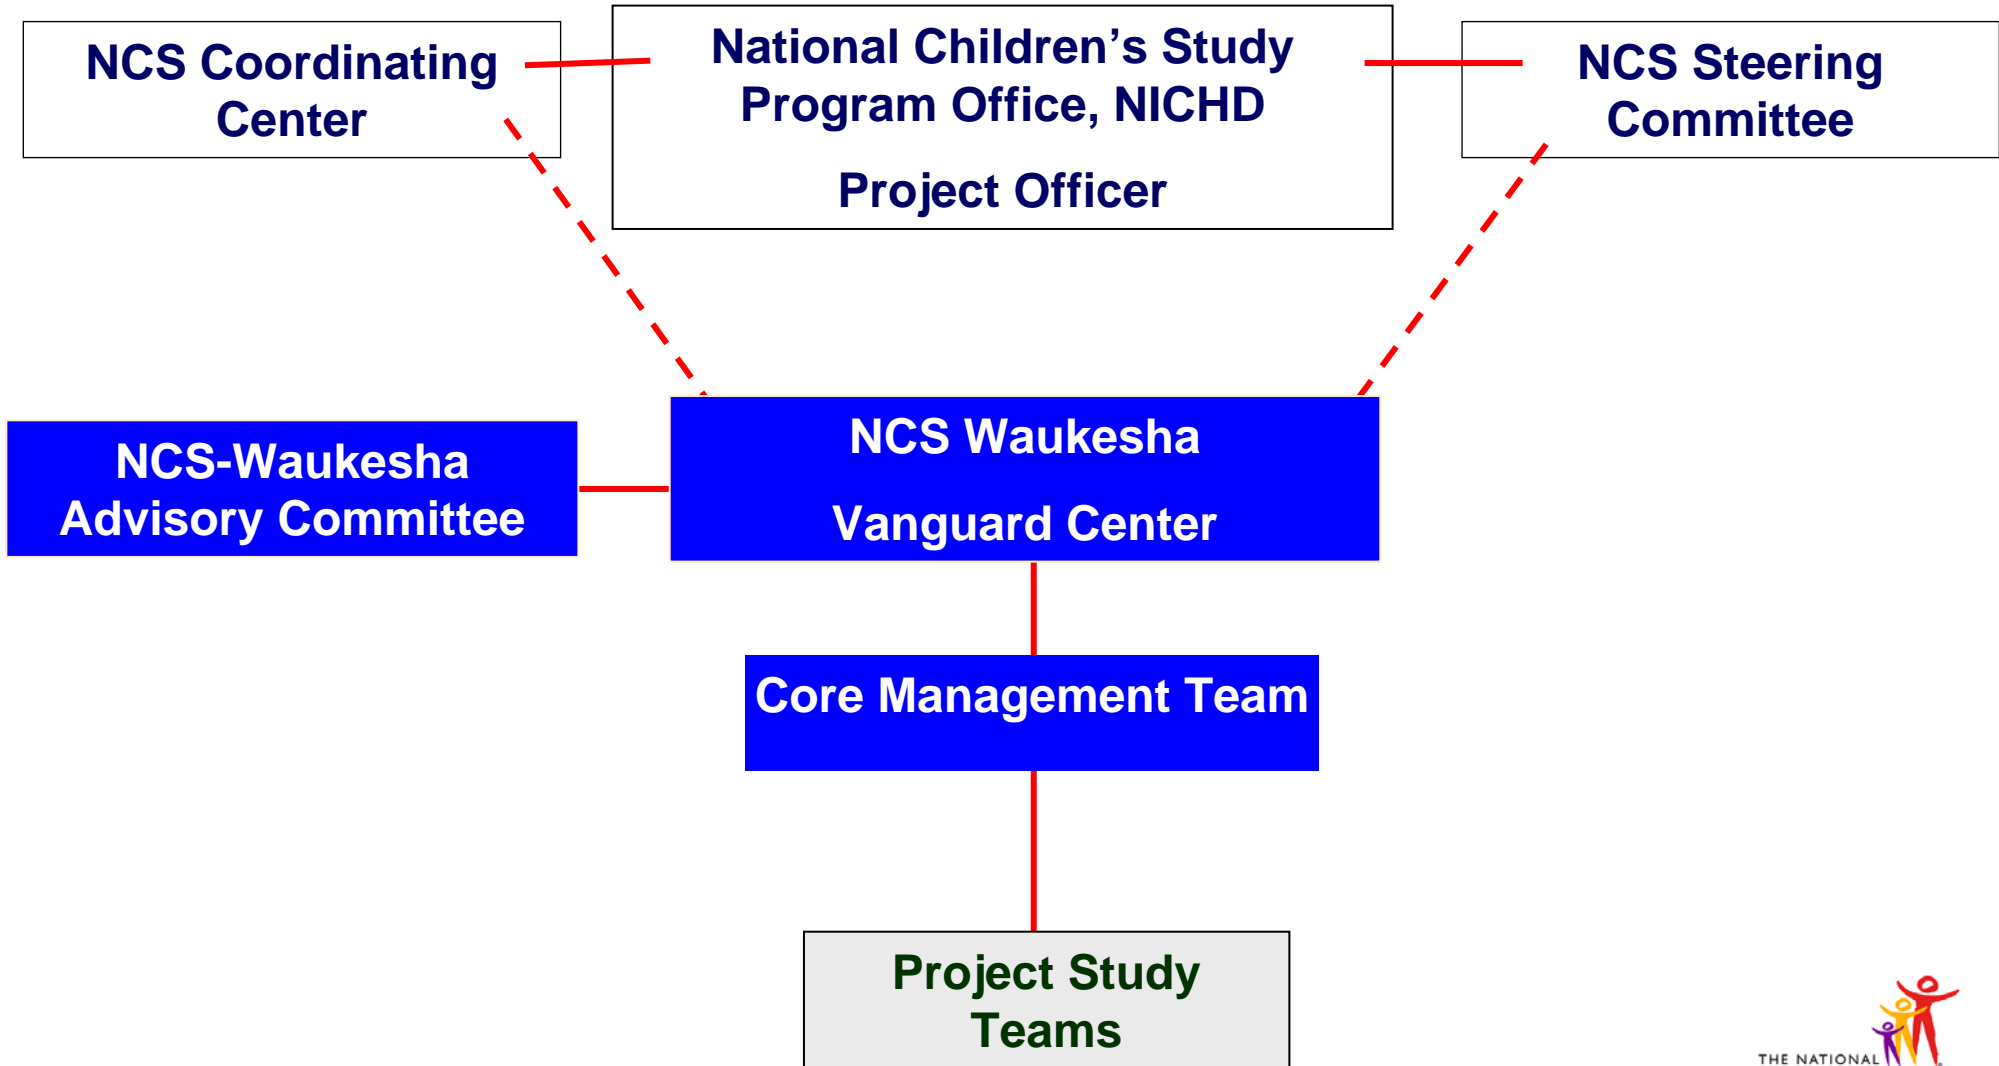 NCS Coordinating
Center
National Children’s Study
Program Office, NICHD
Project Officer
NCS Steering
Committee
NCS-Waukesha
Advisory Committee
NCS Waukesha
Vanguard Center
Core Management Team
Project Study
Teams
THE NATIONAL